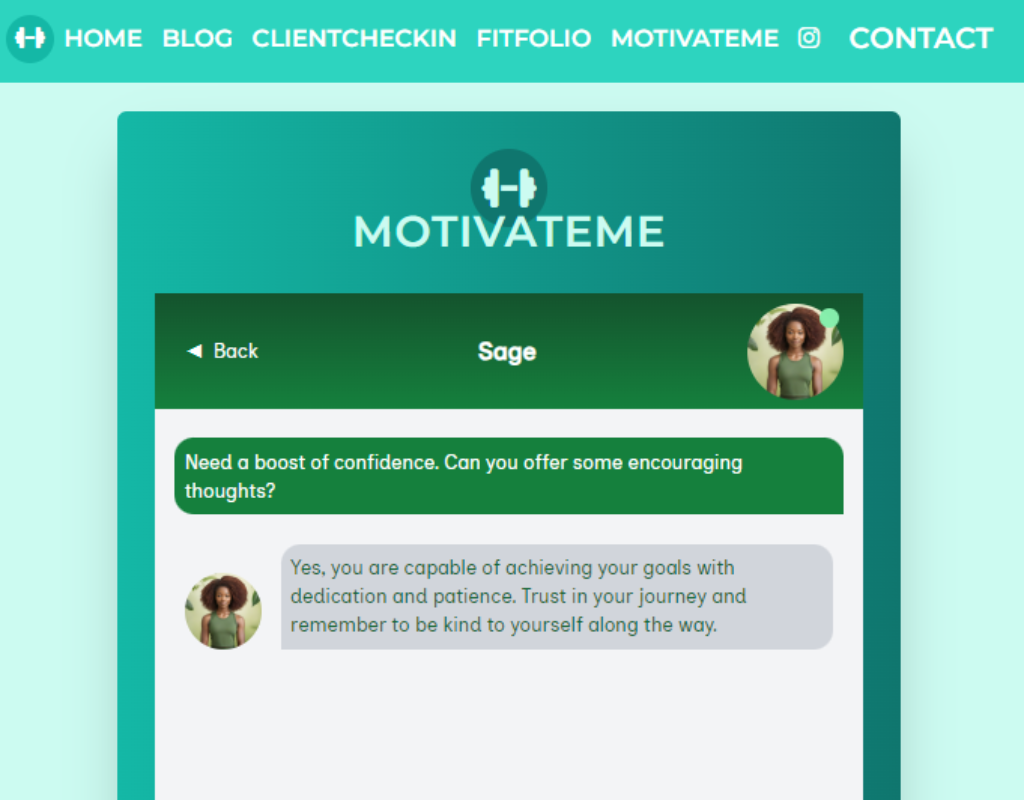 HOME BLOG CLIENTCHECKIN FITFOLIO MOTIVATEME CONTACT
MOTIVATEME
◄ Back
Sage
Need a boost of confidence. Can you offer some encouraging
thoughts?
Yes, you are capable of achieving your goals with
dedication and patience. Trust in your journey and
remember to be kind to yourself along the way.